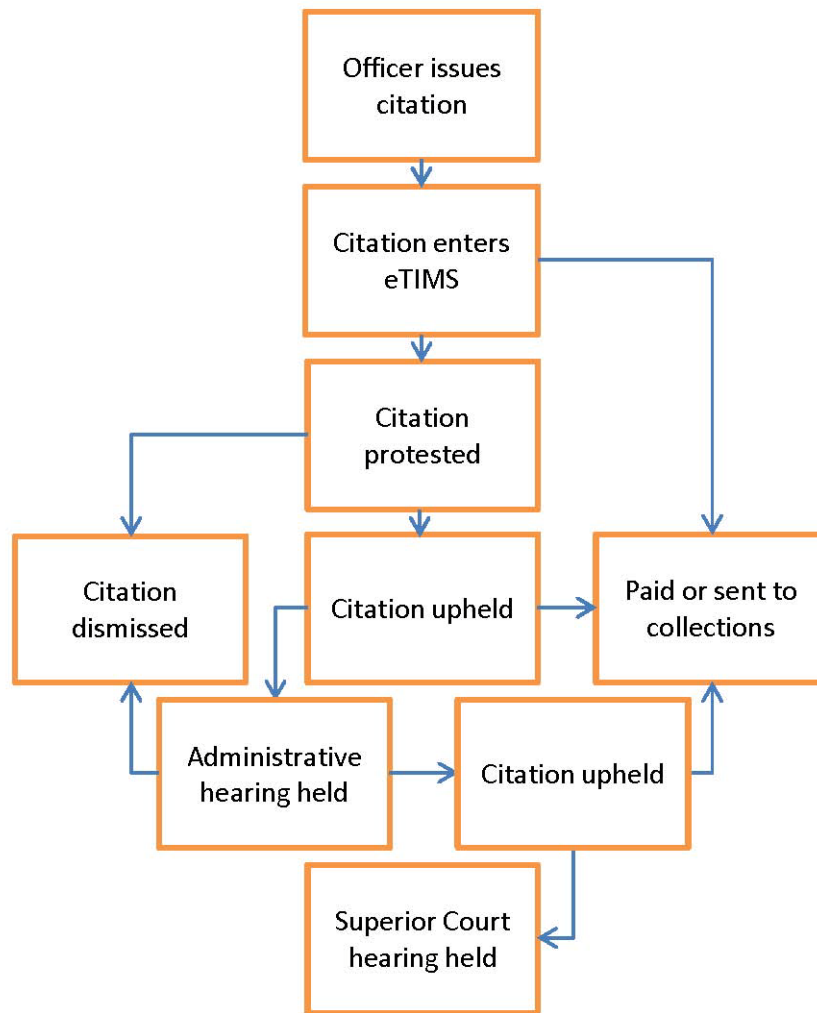 Officer issues
citation
Citation enters
eTIMS
Citation
protested
Citation
dismissed
Citation upheld
Paid or sent to
collections
Administrative
hearing held
Citation upheld
Superior Court
hearing held